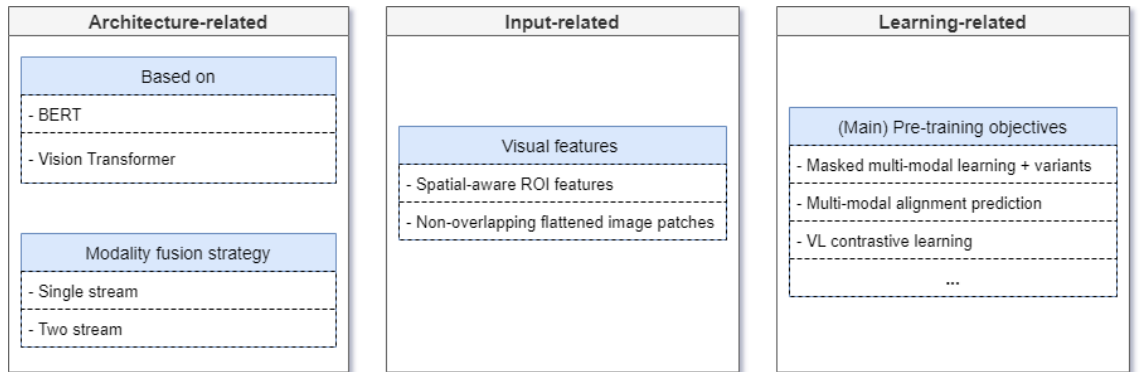 Architecture-related
Based on
- BERT
- Vision Transformer
Modality fusion strategy
- Single stream
- Two stream
Input-related
Visual features
- Spatial-aware ROI features
- Non-overlapping flattened image patches
Learning-related
(Main) Pre-training objectives
- Masked multi-modal learning + variants
- Multi-modal alignment prediction
- VL contrastive learning
...